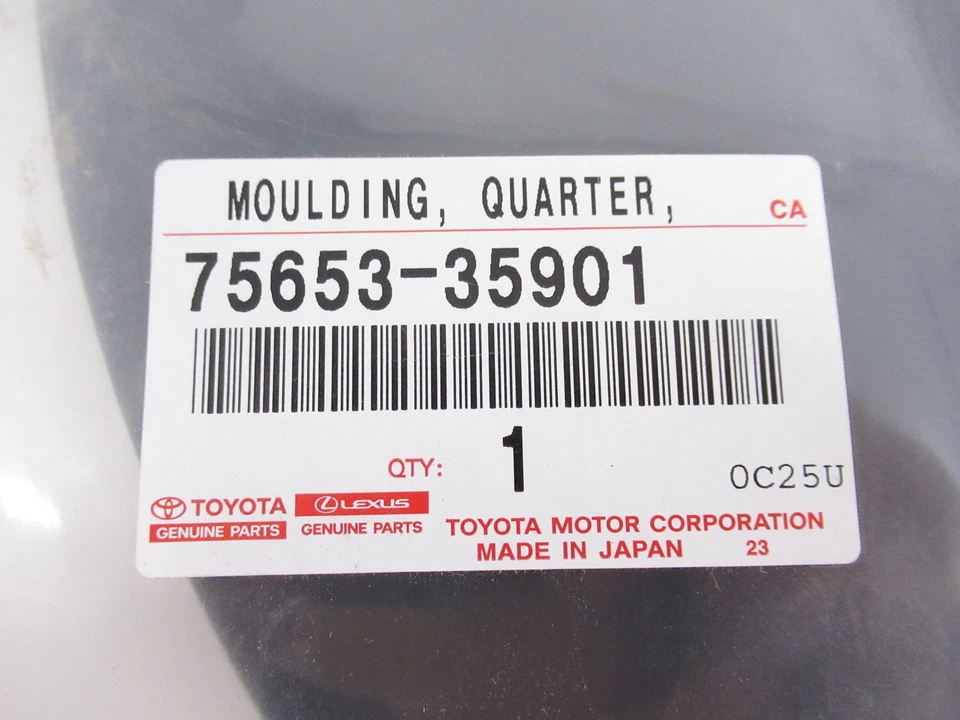 MOULDING, QUARTER,
CA
75653-35901
QTY: 1
0C25U
TOYOTA
GENUINE PARTS
LEXUS
GENUINE PARTS
TOYOTA MOTOR CORPORATION
MADE IN JAPAN 23